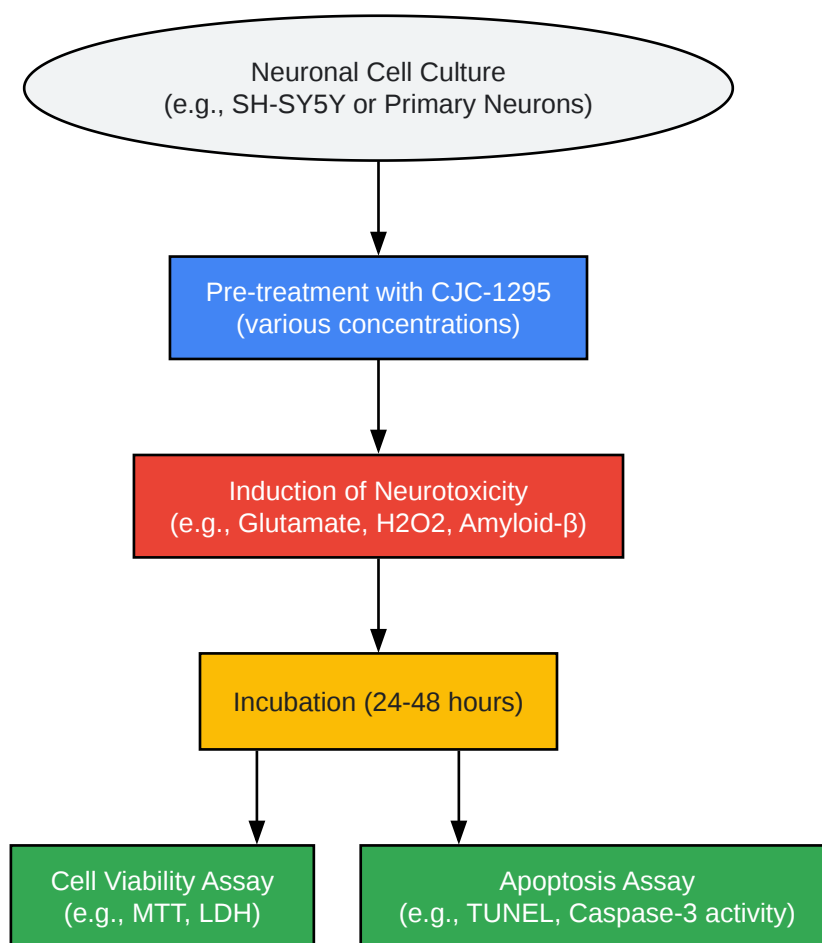 Neuronal Cell Culture
(e.g., SH-SY5Y or Primary Neurons)
Pre-treatment with CJC-1295
(various concentrations)
Induction of Neurotoxicity
(e.g., Glutamate, H2O2, Amyloid-β)
Incubation (24-48 hours)
Cell Viability Assay
(e.g., MTT, LDH)
Apoptosis Assay
(e.g., TUNEL, Caspase-3 activity)